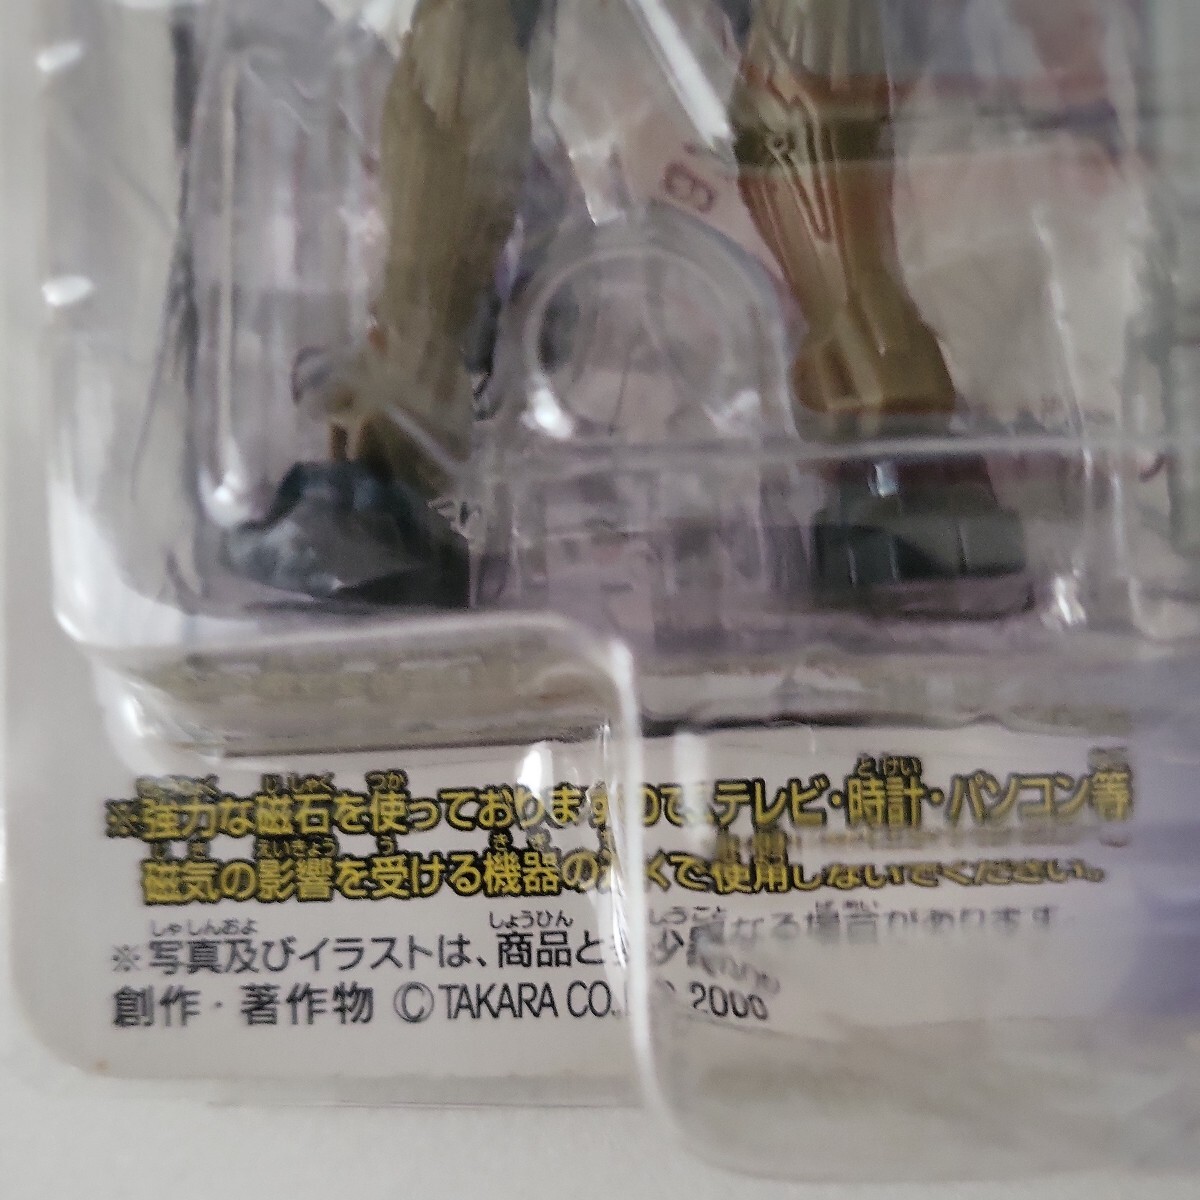 ※強力な磁石を使っておりますので、テレビ・時計・パソコン等
磁気の影響を受ける機器の近くで使用しないでください。
※写真及びイラストは、商品と多少異なる場合があります
創作・著作物 ©TAKARA CO., 2000